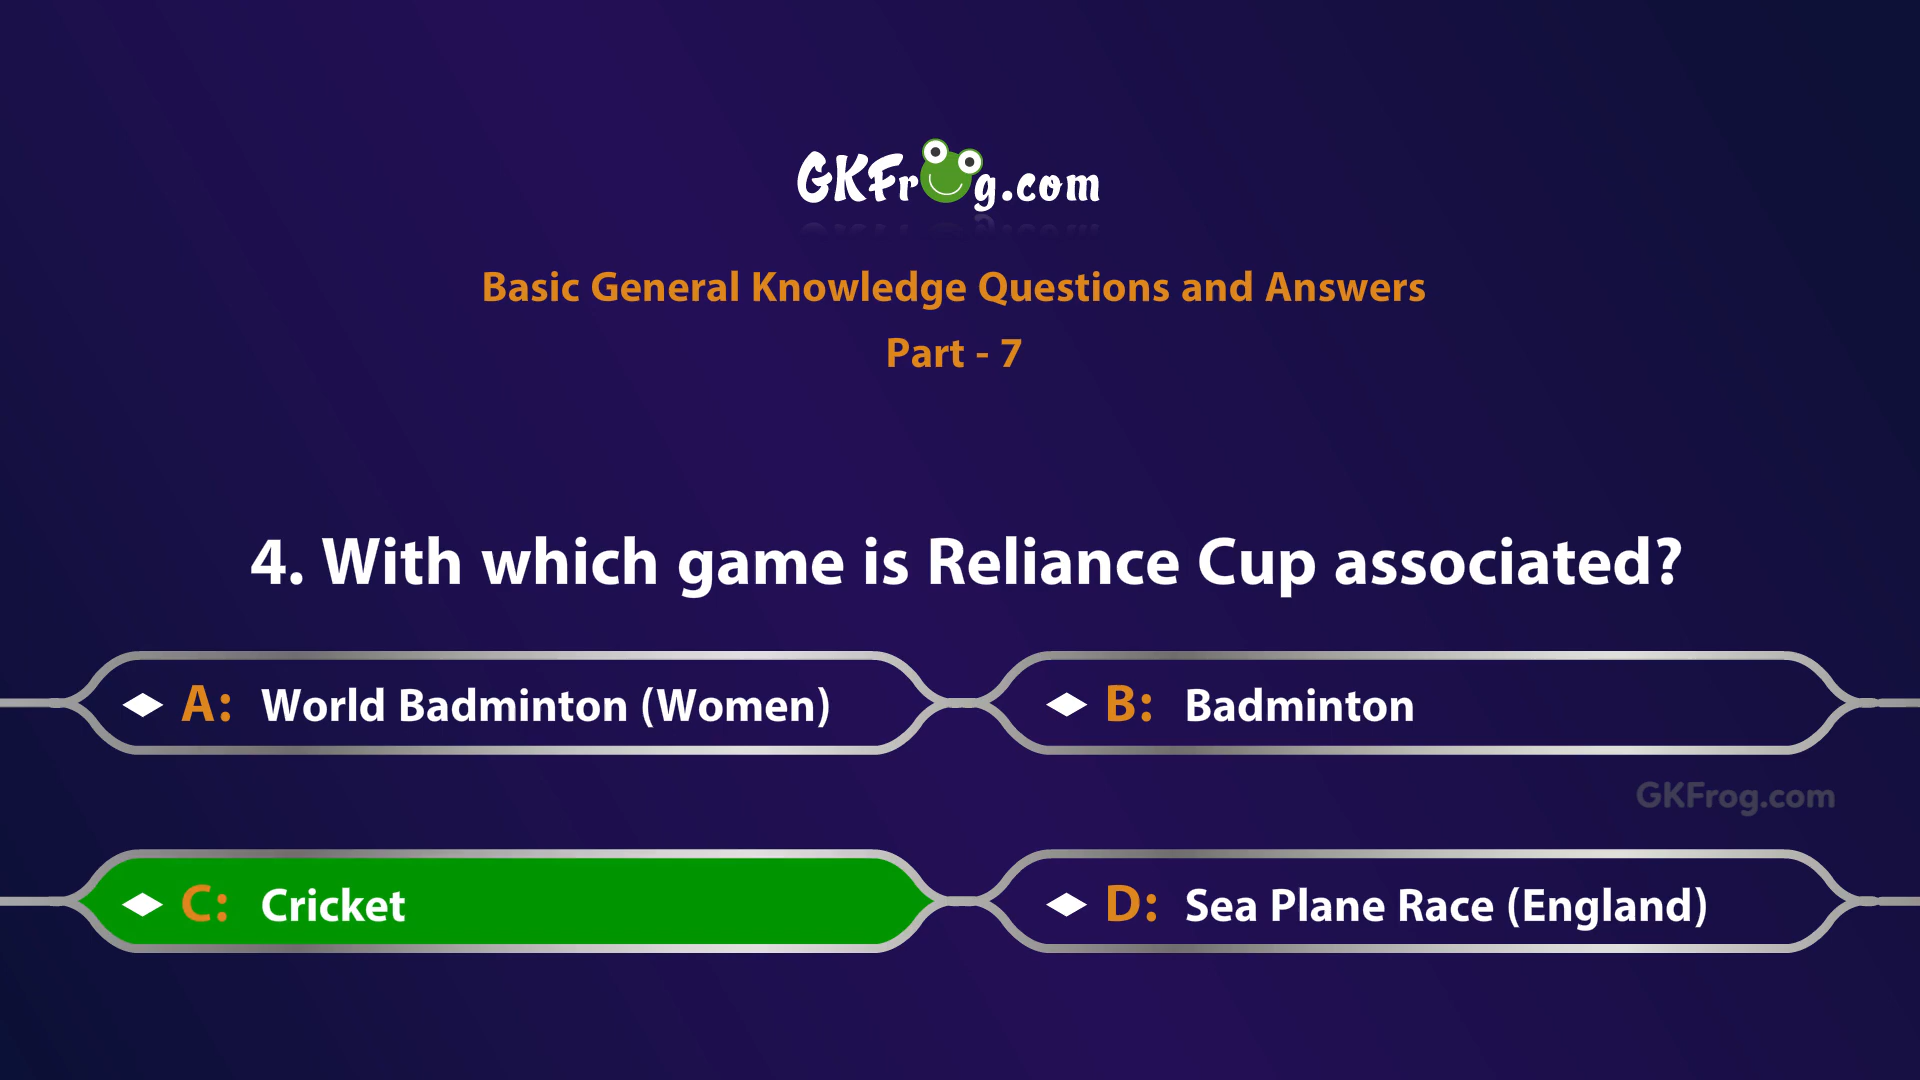 GKFrog.com
Basic General Knowledge Questions and Answers
Part - 7
4. With which game is Reliance Cup associated?
A: World Badminton (Women)
B: Badminton
GKFrog.com
C: Cricket
D: Sea Plane Race (England)